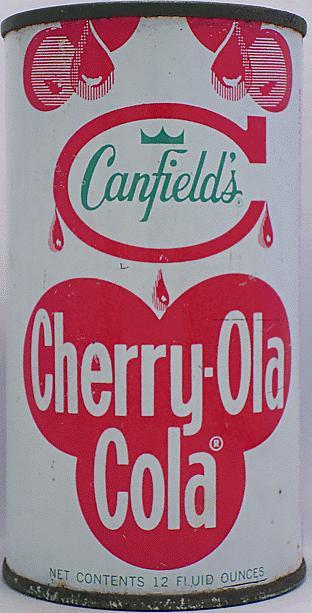 Canfield's®
Cherry-Ola
Cola®
NET CONTENTS 12 FLUID OUNCES